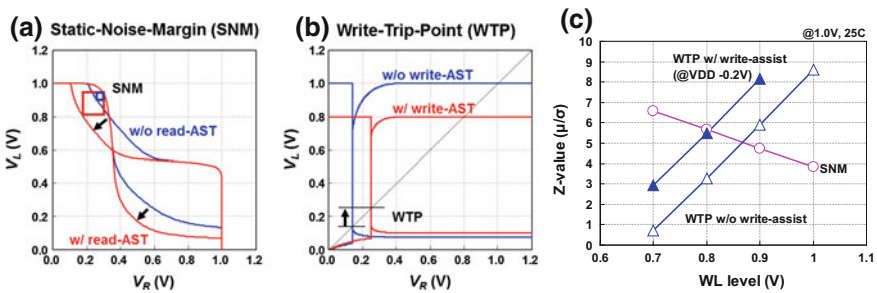 (a) Static-Noise-Margin (SNM)
1.2
1.0
0.8
0.6
0.4
0.2
0.0
VL (V)
SNM
w/o read-AST
w/ read-AST
0.0 0.2 0.4 0.6 0.8 1.0 1.2
VR (V)
(b) Write-Trip-Point (WTP)
1.2
1.0
0.8
0.6
0.4
0.2
0.0
VL (V)
w/o write-AST
w/ write-AST
WTP
0.0 0.2 0.4 0.6 0.8 1.0 1.2
VR (V)
(c)
@1.0V, 25C
10
9
8
7
6
5
4
3
2
1
0
Z-value (μ/σ)
WTP w/ write-assist
(@VDD -0.2V)
SNM
WTP w/o write-assist
0.6 0.7 0.8 0.9 1 1.1
WL level (V)